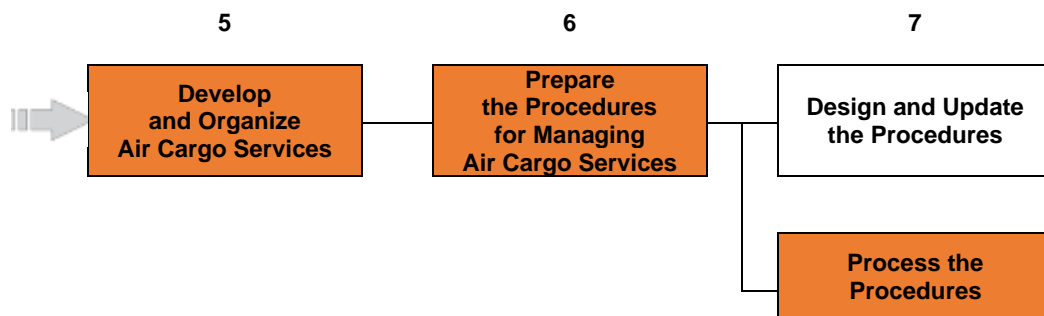 5
6
7
Develop
and Organize
Air Cargo Services
Prepare
the Procedures
for Managing
Air Cargo Services
Design and Update
the Procedures
Process the
Procedures